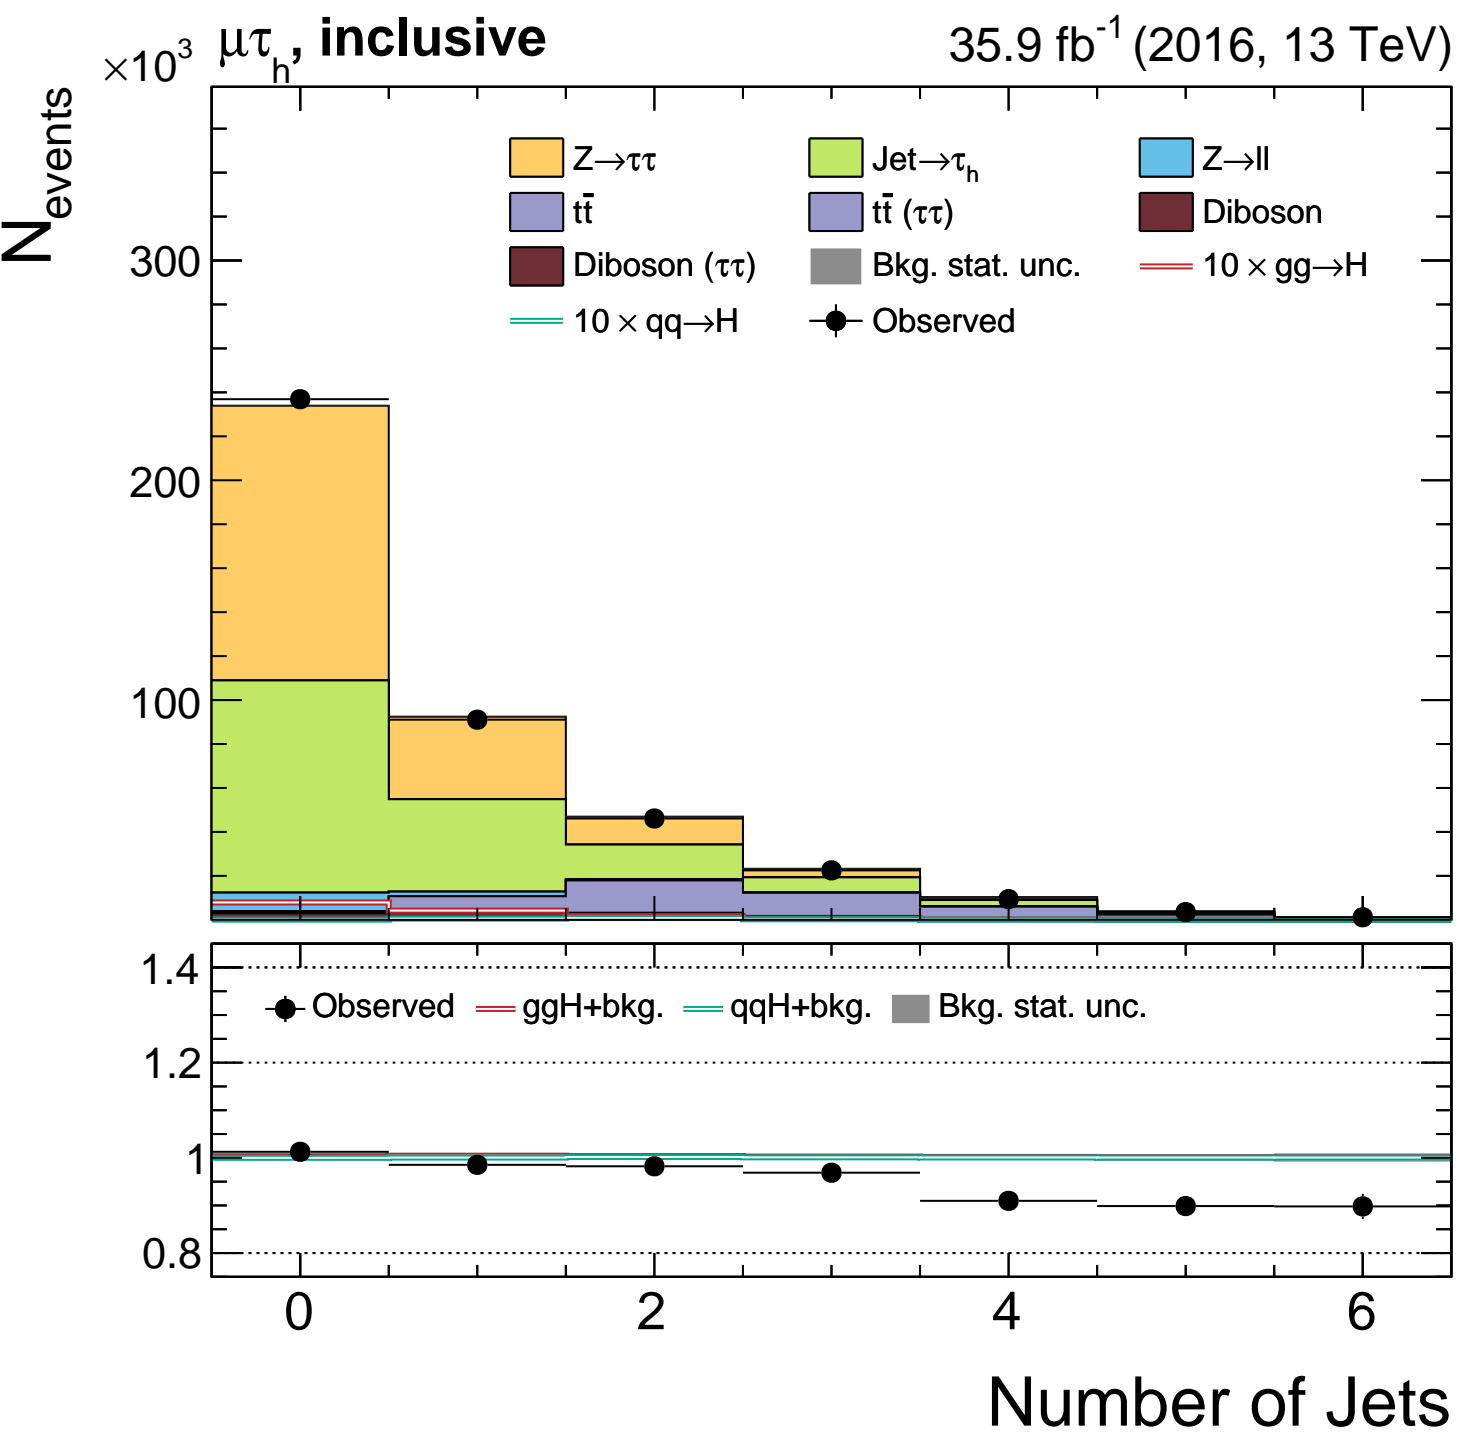 ×10³ μτh, inclusive 35.9 fb⁻¹ (2016, 13 TeV)
Nevents
Z→ττ Jet→τh Z→ll
tt̄ tt̄ (ττ) Diboson
Diboson (ττ) Bkg. stat. unc. 10 × gg→H
10 × qq→H Observed
300
200
100
1.4
Observed ggH+bkg. qqH+bkg. Bkg. stat. unc.
1.2
1
0.8
0 2 4 6
Number of Jets